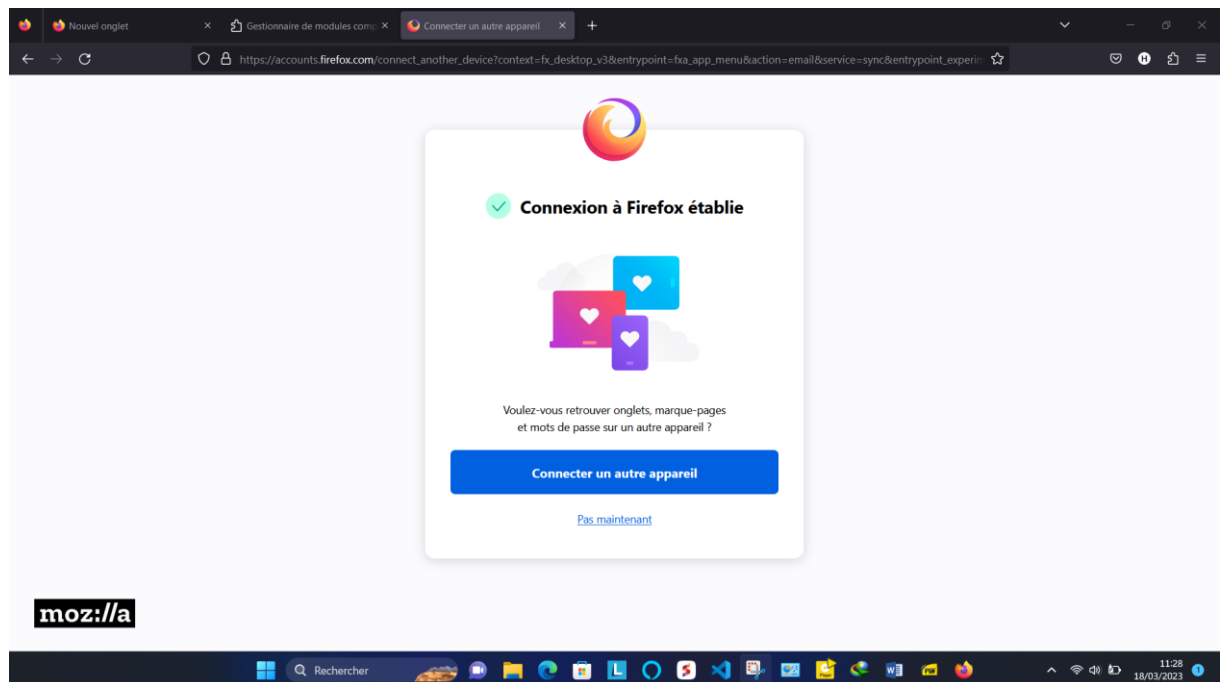 Nouvel onglet
Gestionnaire de modules comp
Connecter un autre appareil
https://accounts.firefox.com/connect_another_device?context=fx_desktop_v3&entrypoint=fxa_app_menu&action=email&service=sync&entrypoint_experim
H
Connexion à Firefox établie
Voulez-vous retrouver onglets, marque-pages
et mots de passe sur un autre appareil ?
Connecter un autre appareil
Pas maintenant
moz://a
Rechercher
11:28
18/03/2023
1